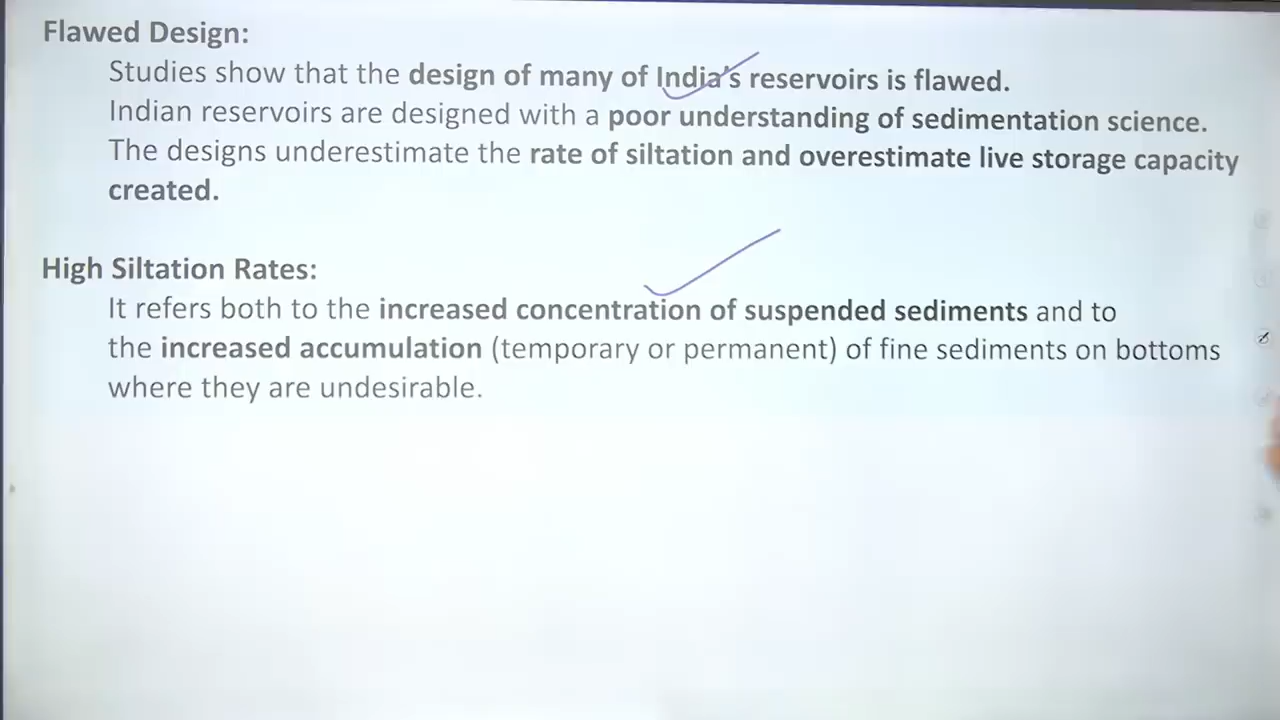 Flawed Design:
Studies show that the design of many of India's reservoirs is flawed.
Indian reservoirs are designed with a poor understanding of sedimentation science.
The designs underestimate the rate of siltation and overestimate live storage capacity
created.
High Siltation Rates:
It refers both to the increased concentration of suspended sediments and to
the increased accumulation (temporary or permanent) of fine sediments on bottoms
where they are undesirable.